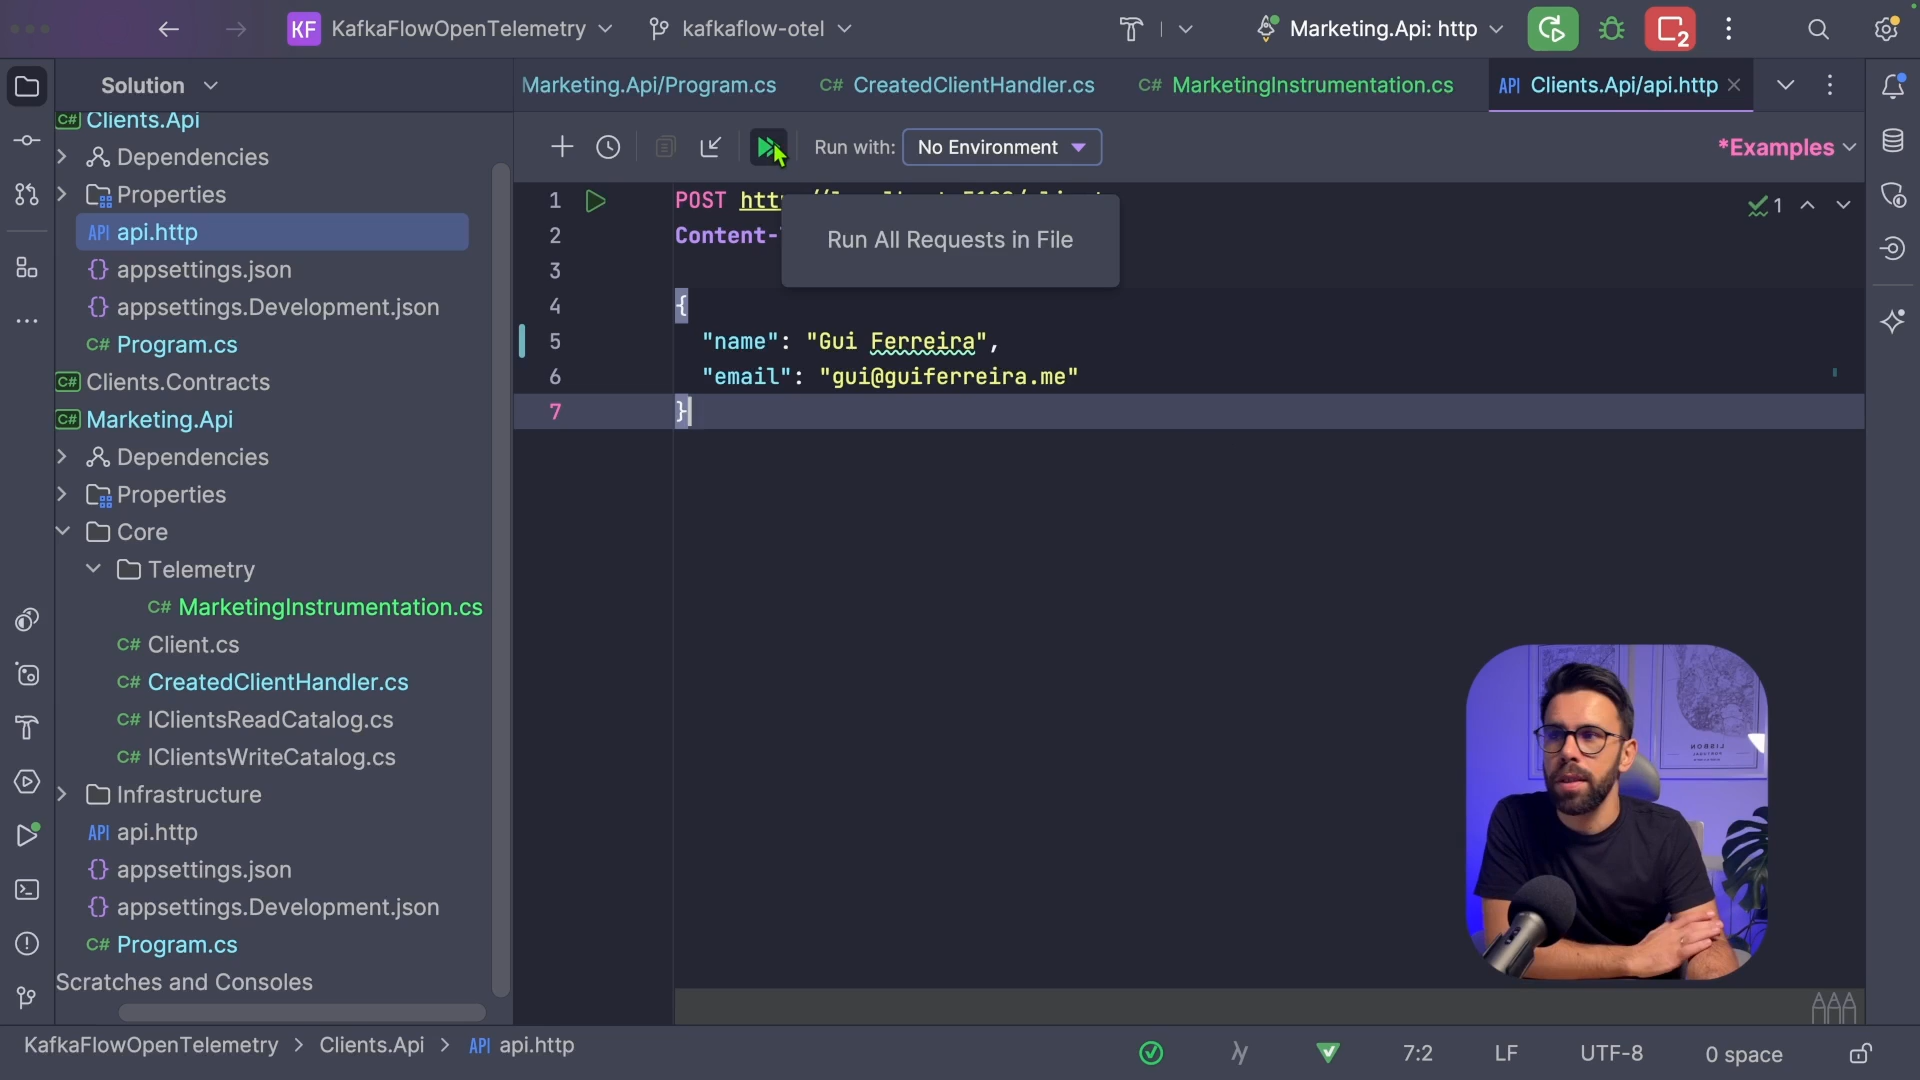 KF KafkaFlowOpenTelemetry kafkaflow-otel Marketing.Api: http 2
Solution
Marketing.Api/Program.cs C# CreatedClientHandler.cs C# MarketingInstrumentation.cs API Clients.Api/api.http
Run with: No Environment *Examples
C# Clients.Api
Dependencies
Properties
API api.http
{} appsettings.json
{} appsettings.Development.json
C# Program.cs
C# Clients.Contracts
C# Marketing.Api
Dependencies
Properties
Core
Telemetry
C# MarketingInstrumentation.cs
C# Client.cs
C# CreatedClientHandler.cs
C# IClientsReadCatalog.cs
C# IClientsWriteCatalog.cs
Infrastructure
API api.http
{} appsettings.json
{} appsettings.Development.json
C# Program.cs
Scratches and Consoles
1 POST
2 Content-
3
4 {
5 "name": "Gui Ferreira",
6 "email": "gui@guiferreira.me"
7 }
Run All Requests in File
1
LISBON
KafkaFlowOpenTelemetry > Clients.Api > API api.http
7:2 LF UTF-8 0 space